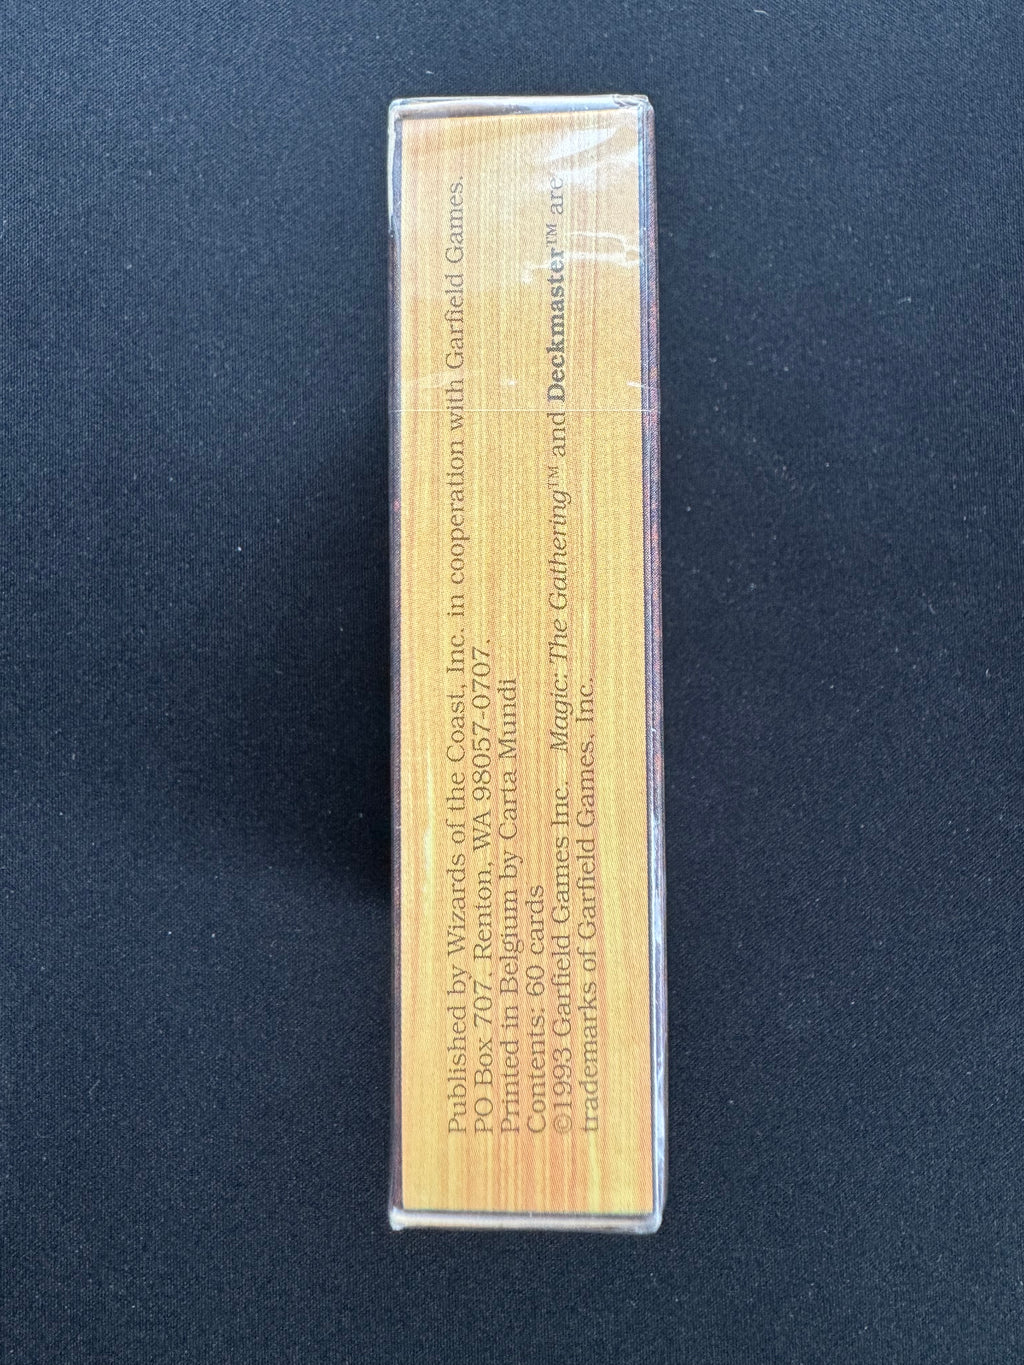 Published by Wizards of the Coast, Inc. in cooperation with Garfield Games.
PO Box 707, Renton, WA 98057-0707.
Printed in Belgium by Carta Mundi
Contents: 60 cards
©1993 Garfield Games Inc. Magic: The Gathering™ and Deckmaster™ are
trademarks of Garfield Games, Inc.